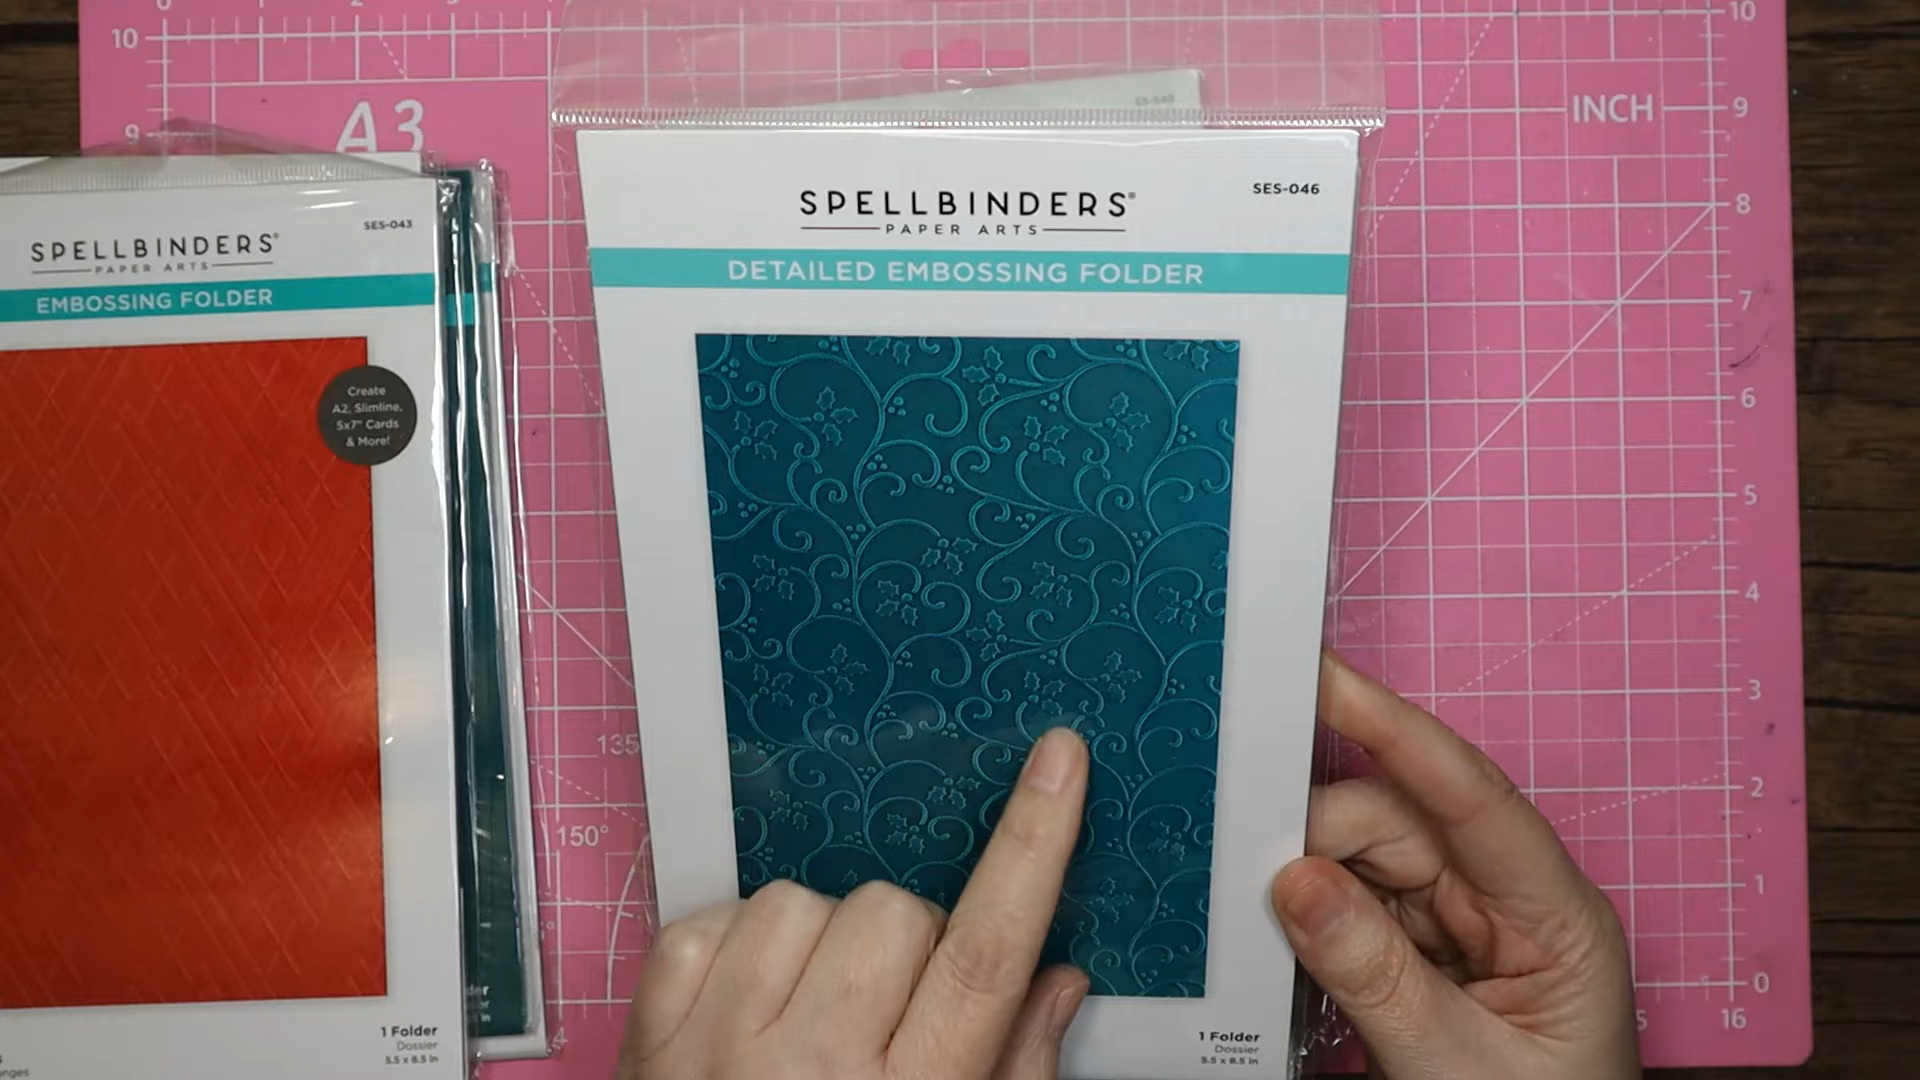 10
9
A3
SES-043
SPELLBINDERS®
PAPER ARTS
EMBOSSING FOLDER
Create
A2, Slimline,
5x7" Cards
& More!
1 Folder
Dossier
5.5 x 8.5 in
SES-046
SPELLBINDERS®
PAPER ARTS
DETAILED EMBOSSING FOLDER
1 Folder
Dossier
5.5 x 8.5 in
135
150°
INCH
10
9
8
7
6
5
4
3
2
1
0
16